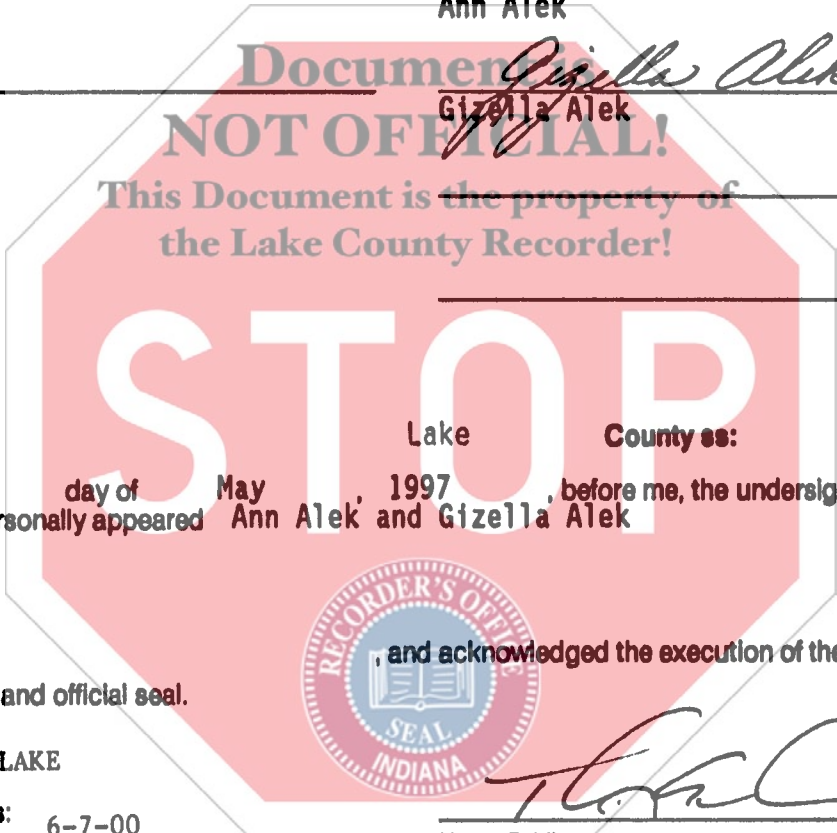 Ann Alek
Document is
Gizella Alek
Gizella Alek
NOT OFFICIAL!
This Document is the property of
the Lake County Recorder!
STOP
Lake County ss:
day of May , 1997 , before me, the undersig
rsonally appeared Ann Alek and Gizella Alek
RECORDER'S OFFICE
, and acknowledged the execution of the
SEAL
INDIANA
and official seal.
LAKE
s: 6-7-00